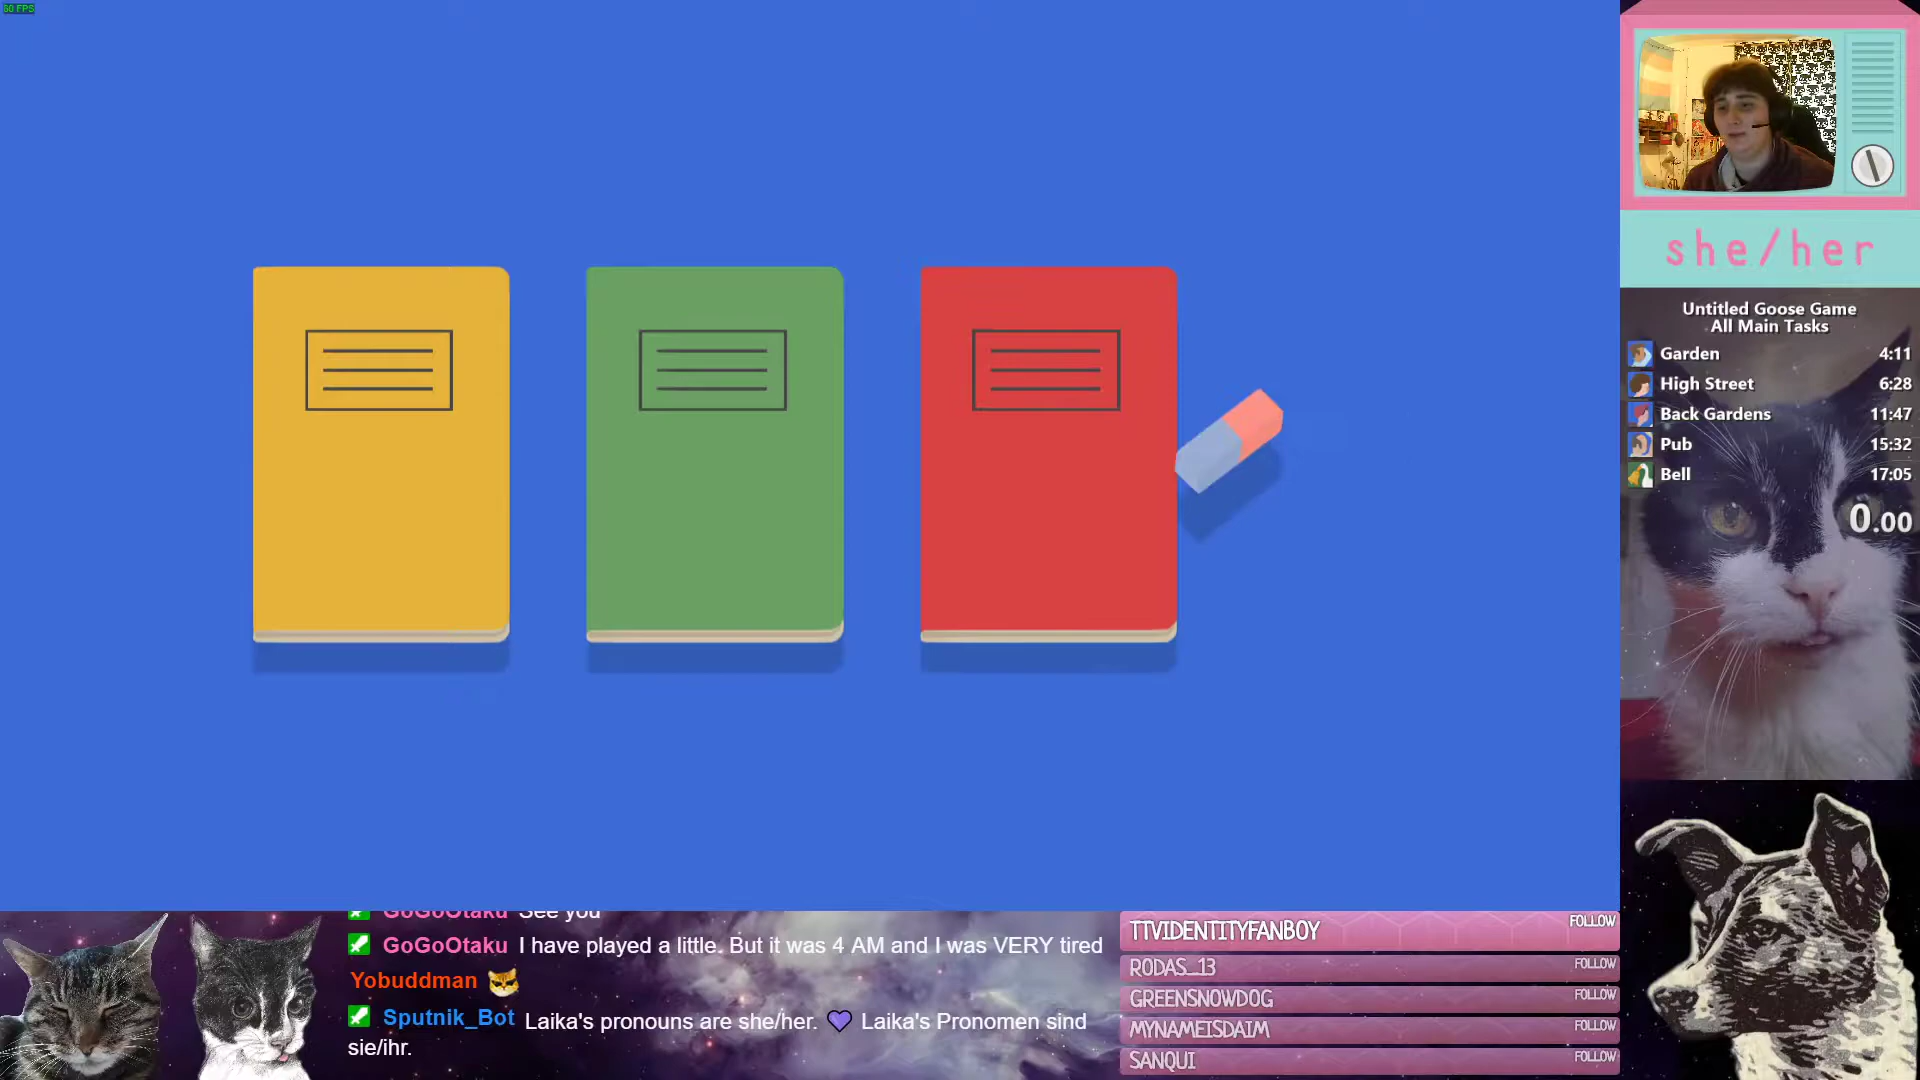 60 FPS
she/her
Untitled Goose Game
All Main Tasks
Garden 4:11
High Street 6:28
Back Gardens 11:47
Pub 15:32
Bell 17:05
0.00
GoGoOtaku See you
GoGoOtaku I have played a little. But it was 4 AM and I was VERY tired
Yobuddman
Sputnik_Bot Laika's pronouns are she/her. 💜 Laika's Pronomen sind
sie/ihr.
TTVIDENTITYFANBOY FOLLOW
RODAS_13 FOLLOW
GREENSNOWDOG FOLLOW
MYNAMEISDAIM FOLLOW
SANQUI FOLLOW